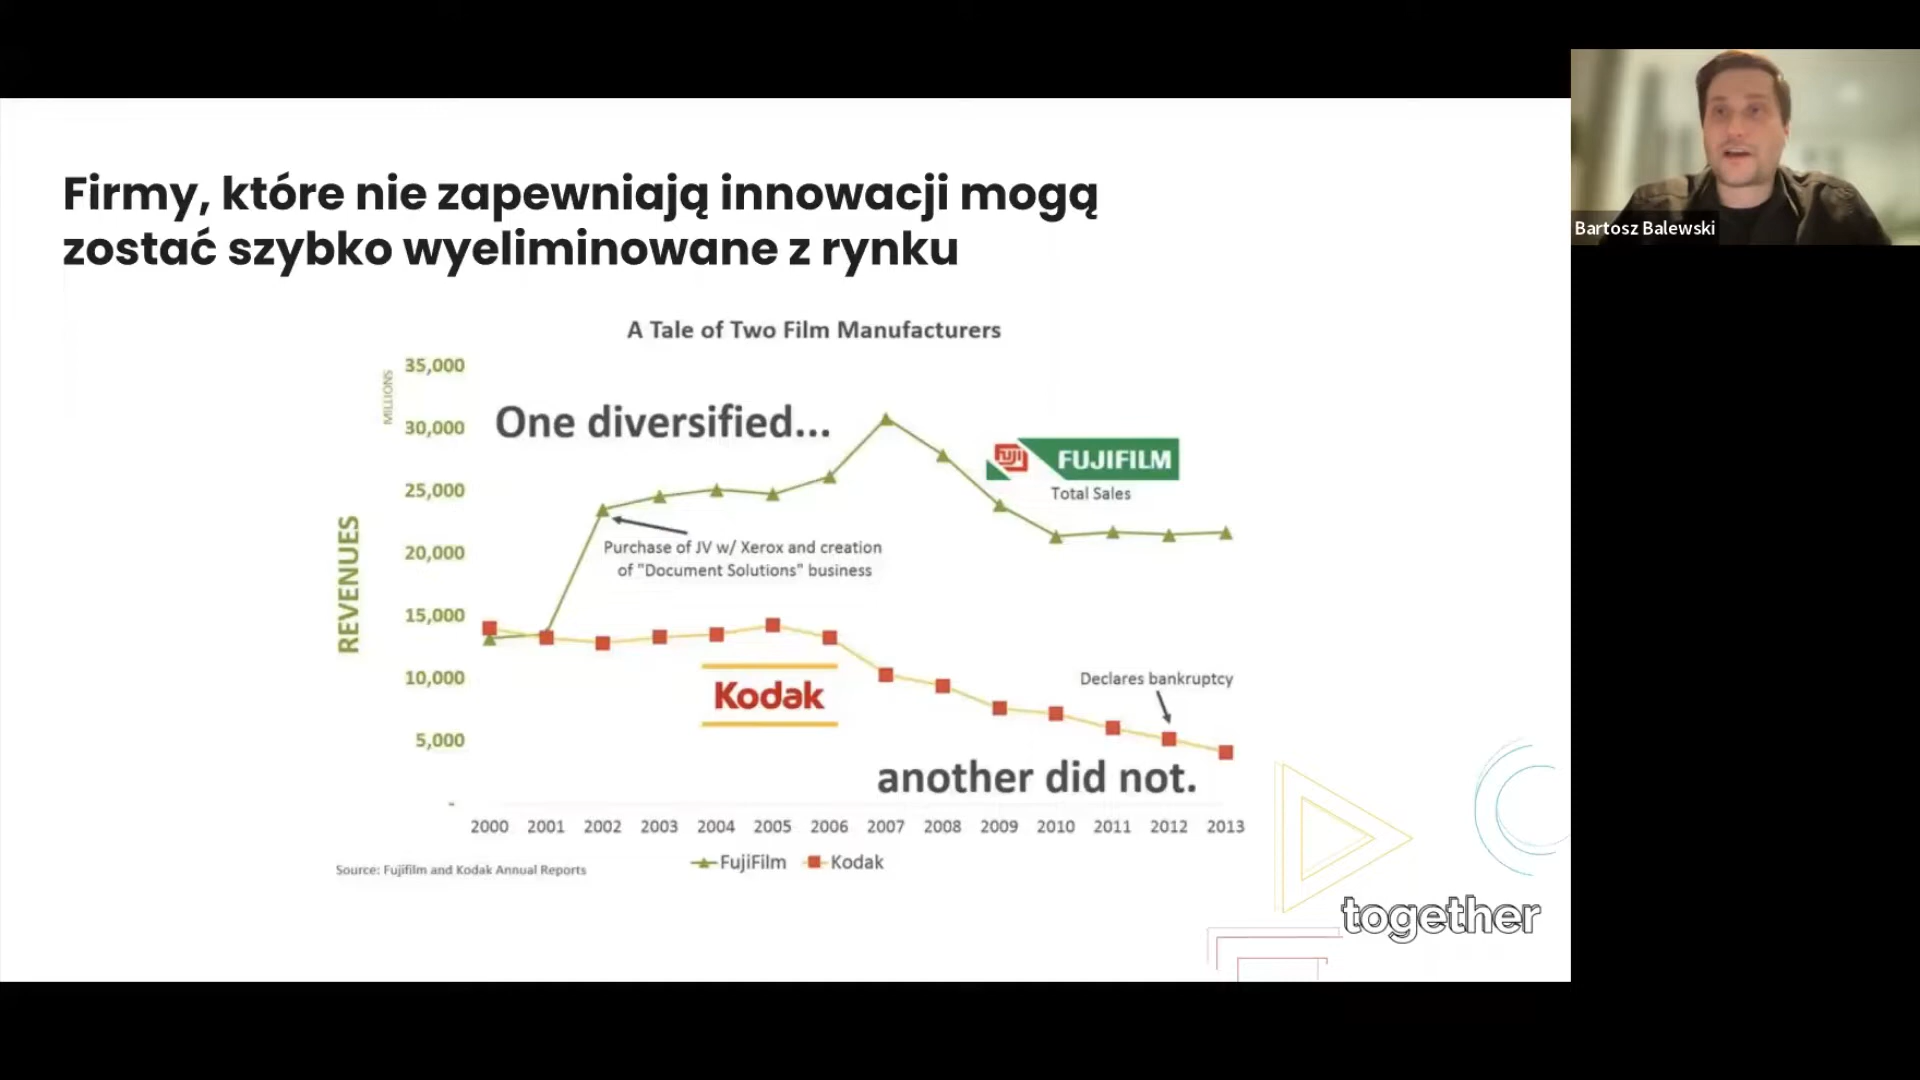 Firmy, które nie zapewniają innowacji mogą
zostać szybko wyeliminowane z rynku
Bartosz Balewski
A Tale of Two Film Manufacturers
REVENUES
MILLIONS
35,000
30,000
25,000
20,000
15,000
10,000
5,000
-
One diversified...
FUJI
FUJIFILM
Total Sales
Purchase of JV w/ Xerox and creation
of "Document Solutions" business
Kodak
Declares bankruptcy
another did not.
2000 2001 2002 2003 2004 2005 2006 2007 2008 2009 2010 2011 2012 2013
FujiFilm Kodak
Source: Fujifilm and Kodak Annual Reports
together